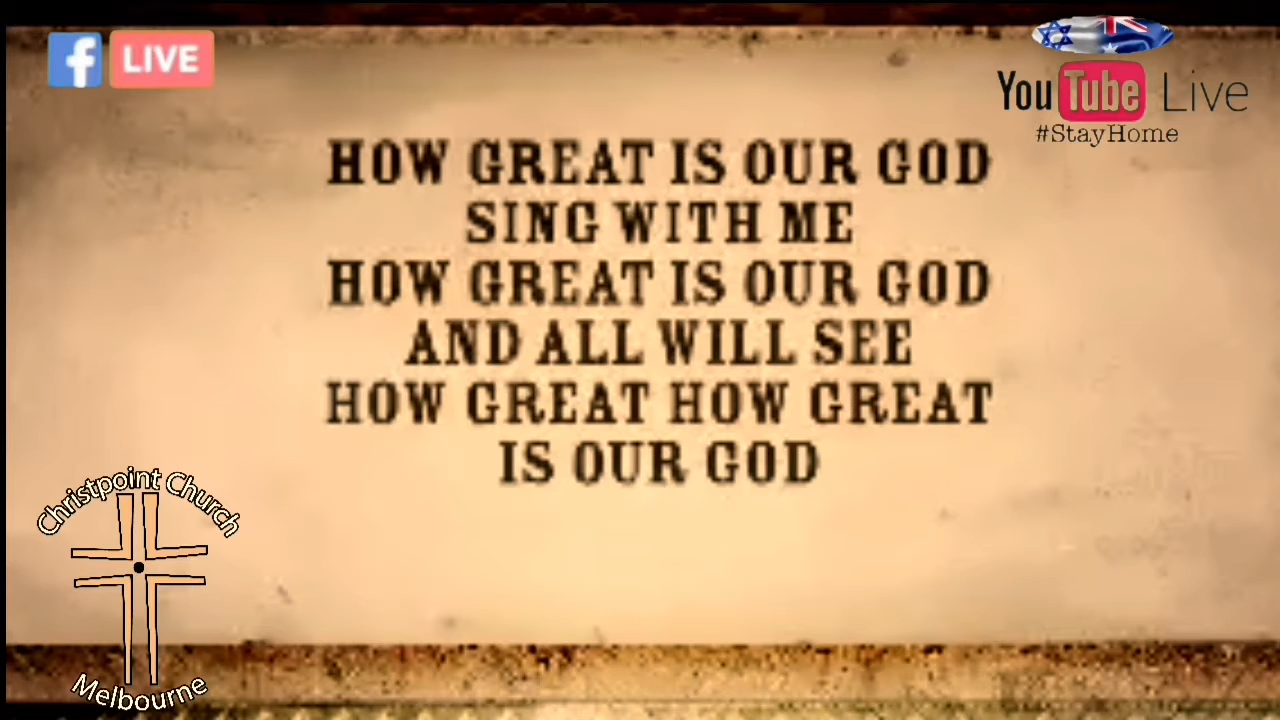 f LIVE
YouTube Live
#StayHome
HOW GREAT IS OUR GOD
SING WITH ME
HOW GREAT IS OUR GOD
AND ALL WILL SEE
HOW GREAT HOW GREAT
IS OUR GOD
Christpoint Church
Melbourne